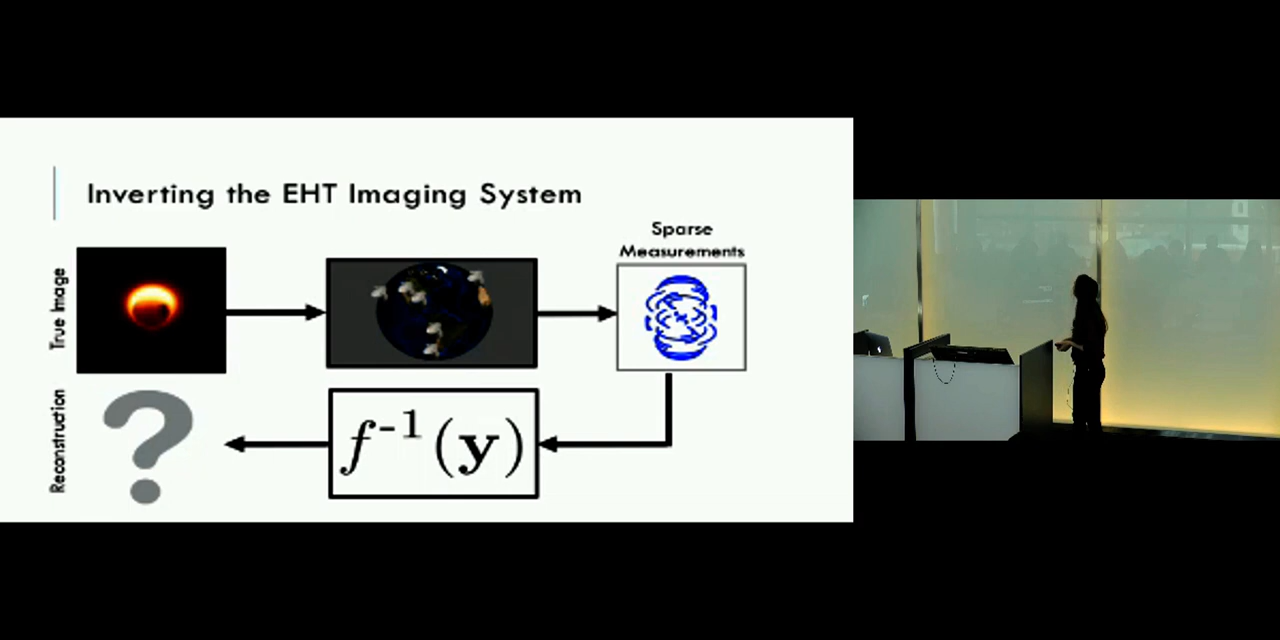 Inverting the EHT Imaging System
Sparse
Measurements
True Image
Reconstruction
?
f⁻¹(y)